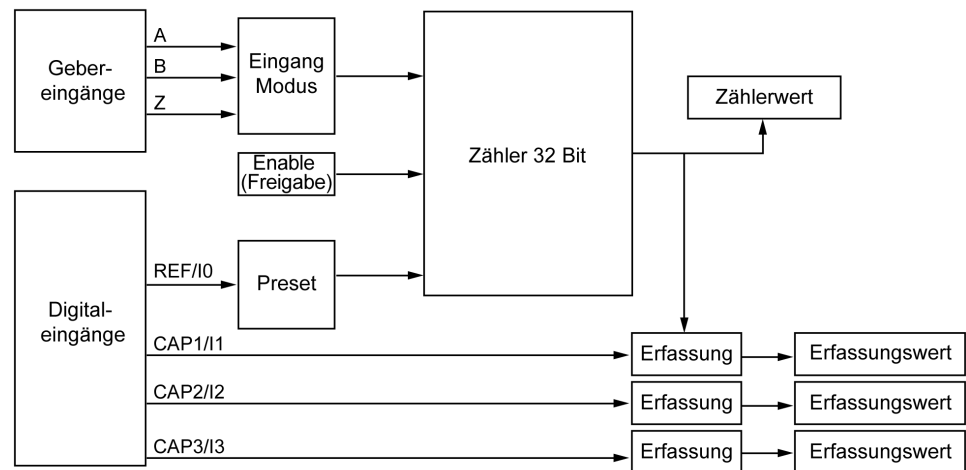 Geber-
eingänge
A
B
Z
Eingang
Modus
Enable
(Freigabe)
Zähler 32 Bit
Zählerwert
Digital-
eingänge
REF/I0
Preset
CAP1/I1
Erfassung
Erfassungswert
CAP2/I2
Erfassung
Erfassungswert
CAP3/I3
Erfassung
Erfassungswert